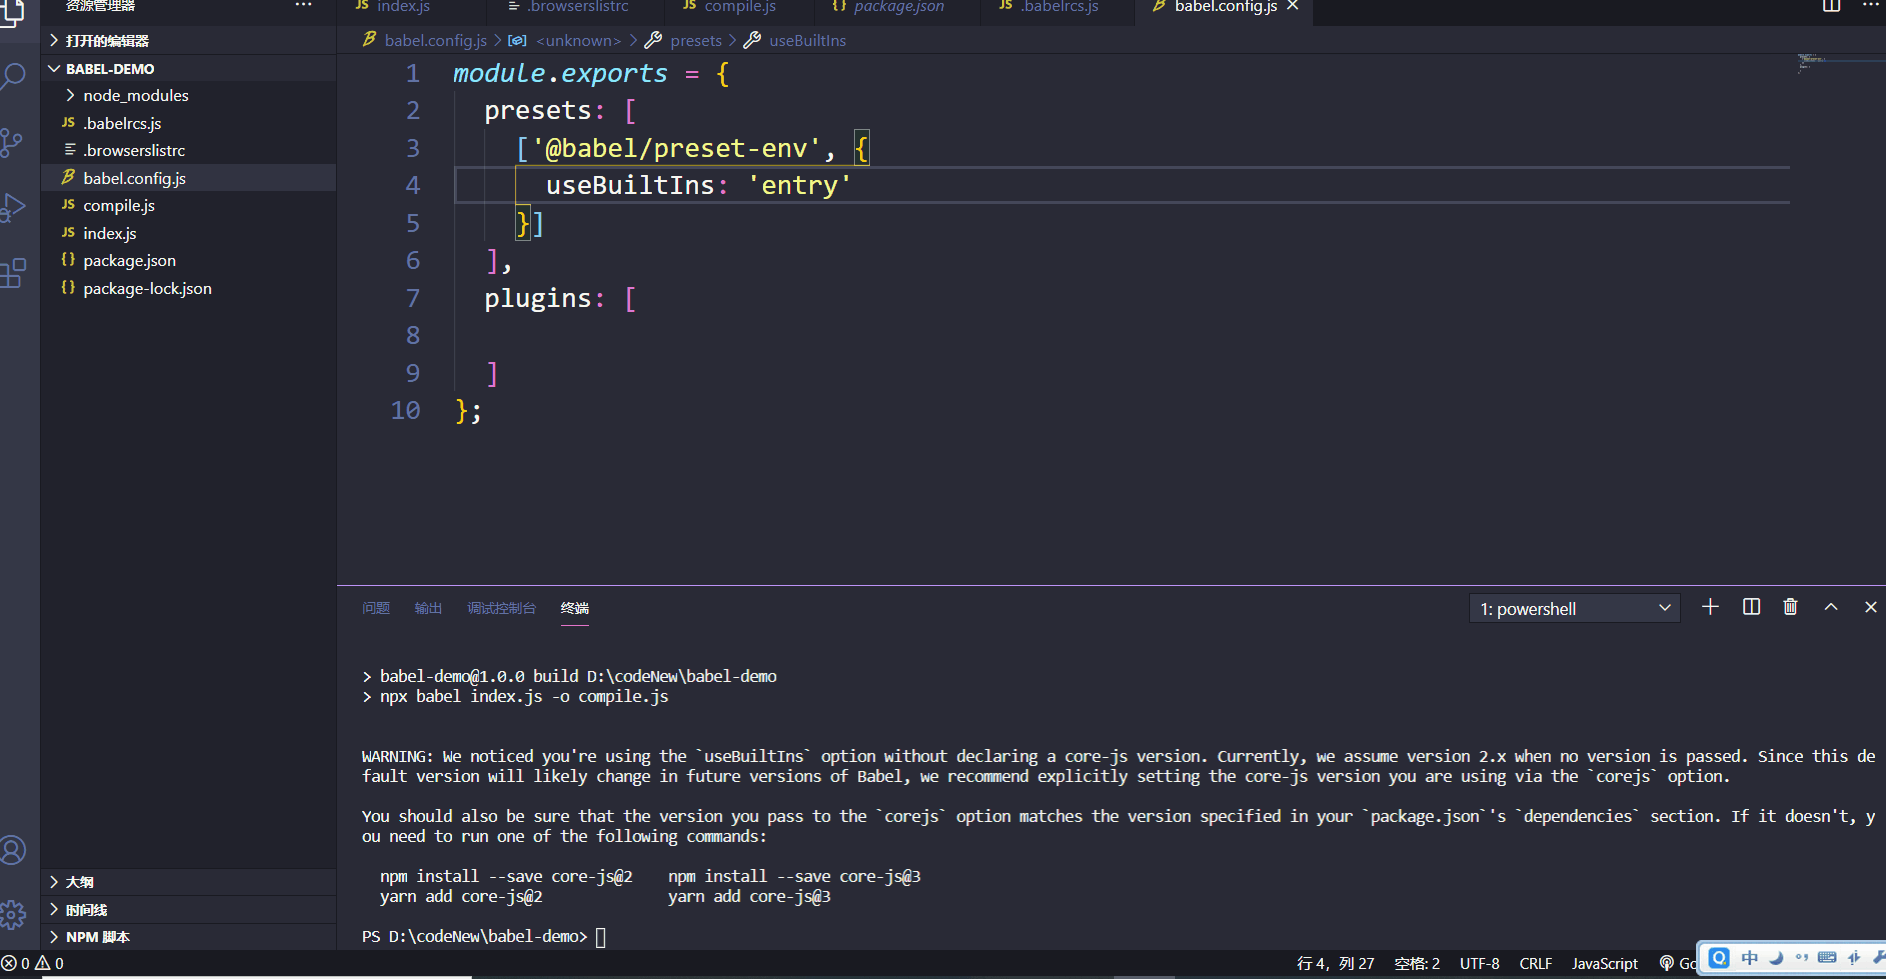 资源管理器
打开的编辑器
BABEL-DEMO
node_modules
JS .babelrcs.js
.browserslistrc
babel.config.js
JS compile.js
JS index.js
{} package.json
{} package-lock.json
大纲
时间线
NPM 脚本
JS index.js
.browserslistrc
JS compile.js
{} package.json
JS .babelrcs.js
babel.config.js
babel.config.js > <unknown> > presets > useBuiltIns
1 module.exports = {
2 presets: [
3 ['@babel/preset-env', {
4 useBuiltIns: 'entry'
5 }]
6 ],
7 plugins: [
8
9 ]
10 };
问题 输出 调试控制台 终端
1: powershell
> babel-demo@1.0.0 build D:\codeNew\babel-demo
> npx babel index.js -o compile.js
WARNING: We noticed you're using the `useBuiltIns` option without declaring a core-js version. Currently, we assume version 2.x when no version is passed. Since this de
fault version will likely change in future versions of Babel, we recommend explicitly setting the core-js version you are using via the `corejs` option.
You should also be sure that the version you pass to the `corejs` option matches the version specified in your `package.json`'s `dependencies` section. If it doesn't, y
ou need to run one of the following commands:
npm install --save core-js@2 npm install --save core-js@3
yarn add core-js@2 yarn add core-js@3
PS D:\codeNew\babel-demo>
0 0
行 4，列 27 空格: 2 UTF-8 CRLF JavaScript
中